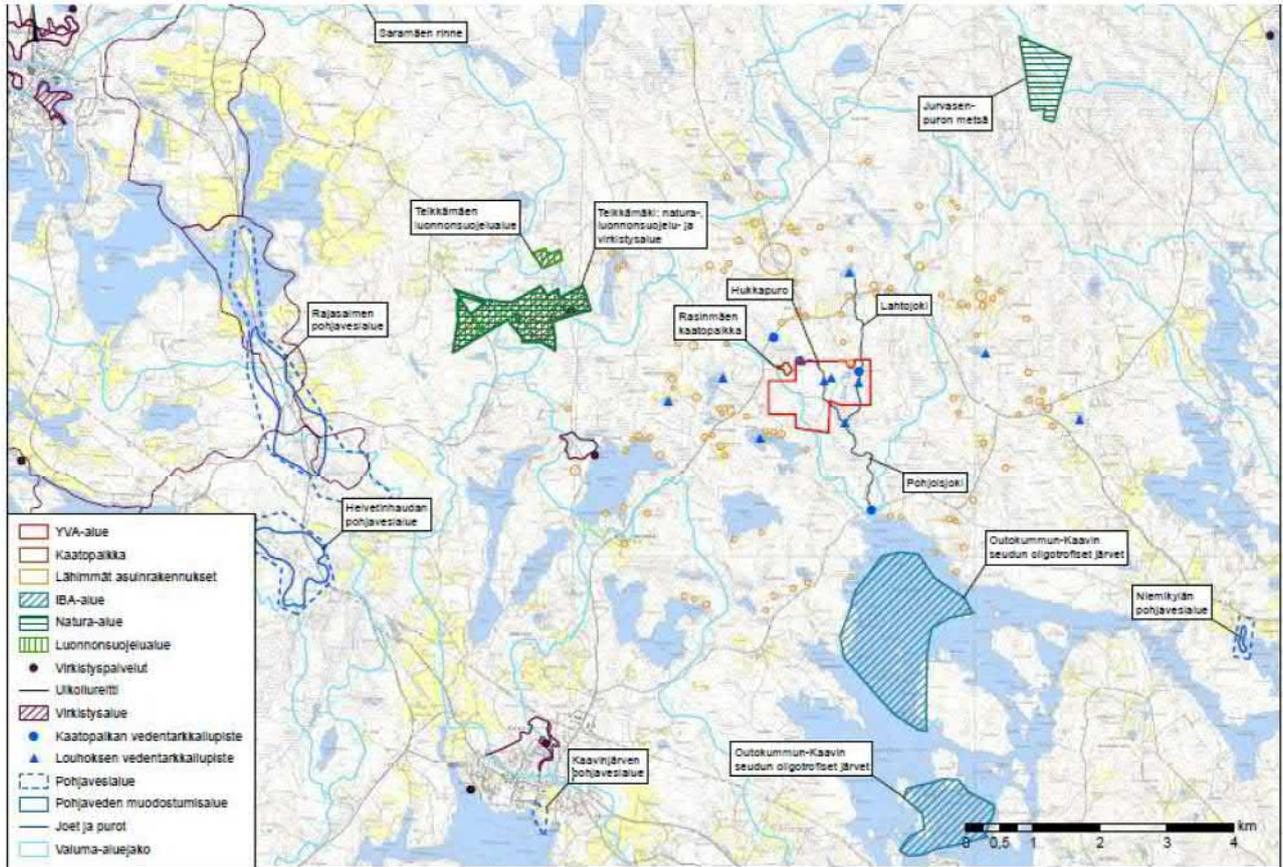 Saramäen rinne
Jurvasen-
puron metsä
Teikkämäen
luonnonsuojelualue
Teikkämäki: natura-,
luonnonsuojelu- ja
virkistysalue
Hukkapuro
Lahtojoki
Rasinmäen
kaatopaikka
Rajasalmen
pohjavesialue
Pohjoisjoki
Helvetinhaudan
pohjavesialue
Outokummun-Kaavin
seudun oligotrofiset järvet
Niemikylän
pohjavesialue
Kaavinjärven
pohjavesialue
Outokummun-Kaavin
seudun oligotrofiset järvet
YVA-alue
Kaatopaikka
Lähimmät asuinrakennukset
IBA-alue
Natura-alue
Luonnonsuojelualue
Virkistyspalvelut
Ulkoilureitti
Virkistysalue
Kaatopaikan vedentarkkailupiste
Louhoksen vedentarkkailupiste
Pohjavesialue
Pohjaveden muodostumisalue
Joet ja purot
Valuma-aluejako
km
0 0,5 1 2 3 4